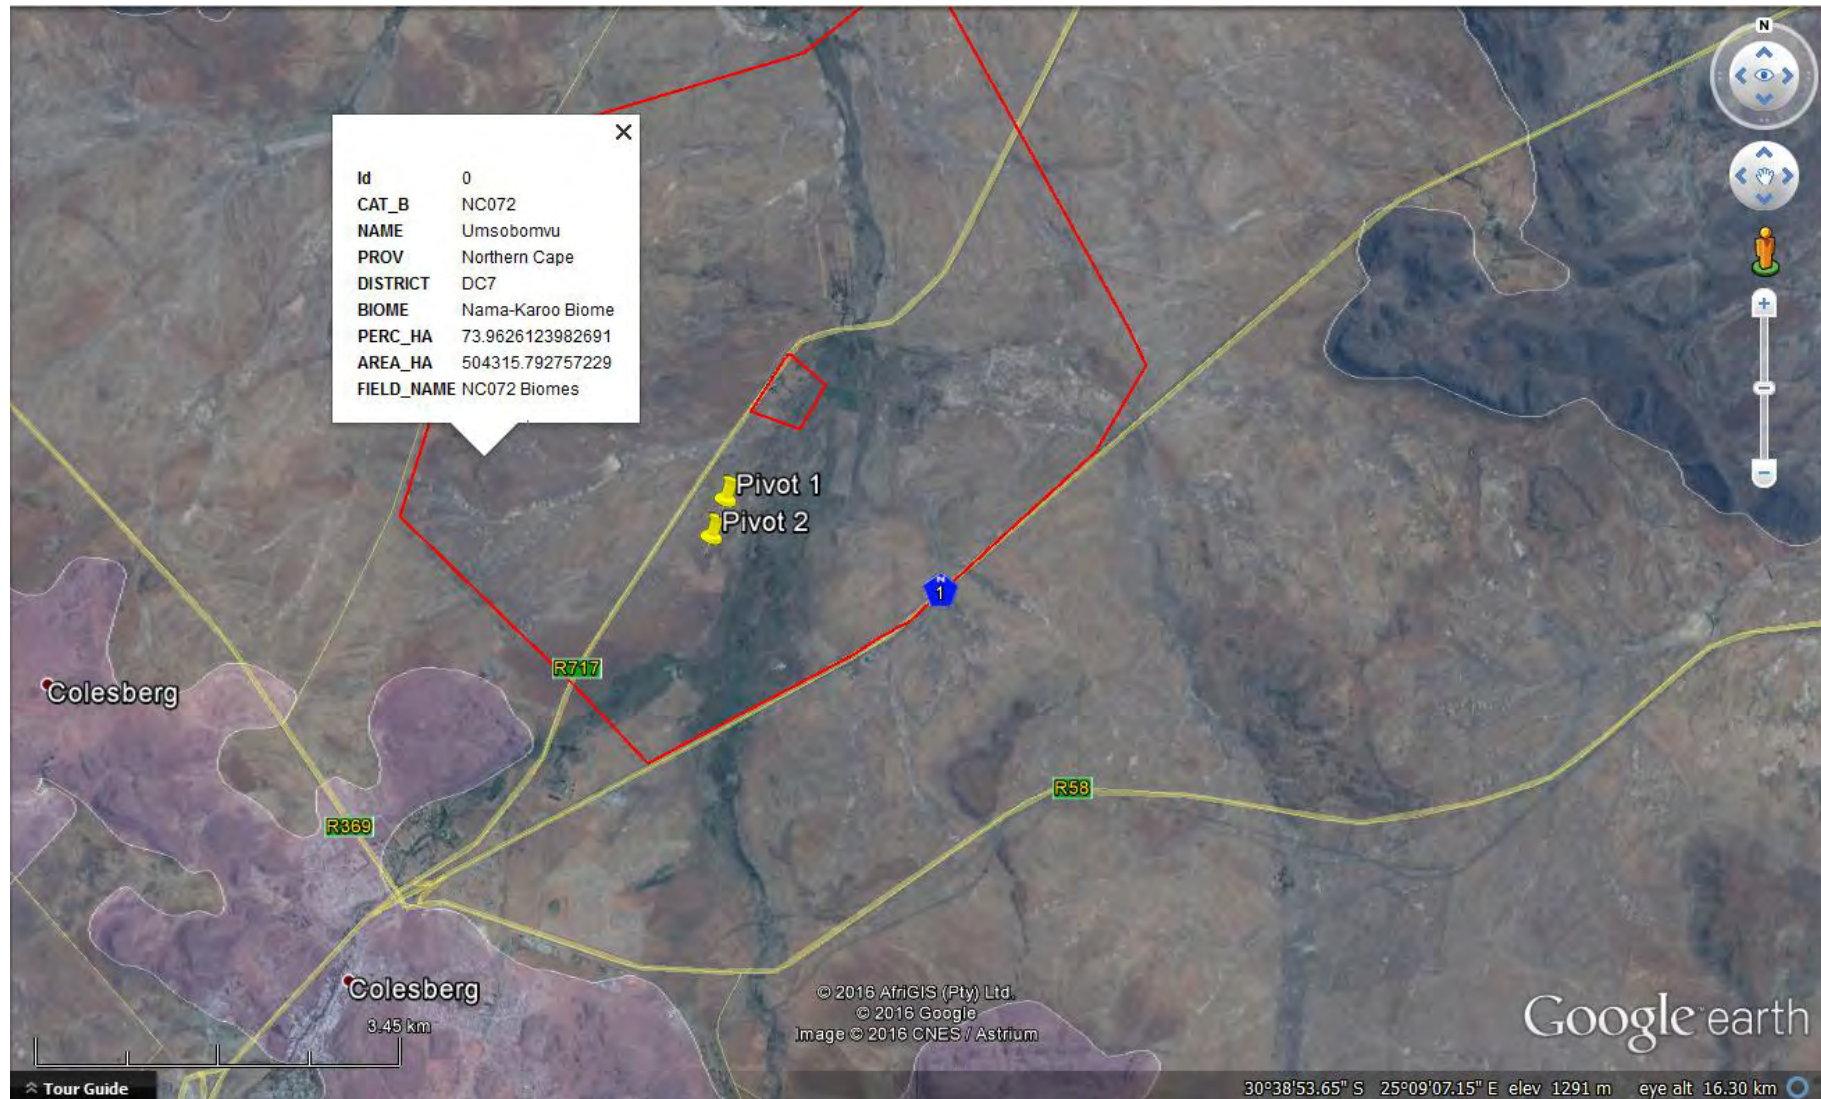 N
Id 0
CAT_B NC072
NAME Umsobomvu
PROV Northern Cape
DISTRICT DC7
BIOME Nama-Karoo Biome
PERC_HA 73.9626123982691
AREA_HA 504315.792757229
FIELD_NAME NC072 Biomes
Pivot 1
Pivot 2
N
1
R717
Colesberg
R58
R369
Colesberg
3.45 km
© 2016 AfriGIS (Pty) Ltd.
© 2016 Google
Image © 2016 CNES / Astrium
Google earth
Tour Guide
30°38'53.65" S 25°09'07.15" E elev 1291 m eye alt 16.30 km